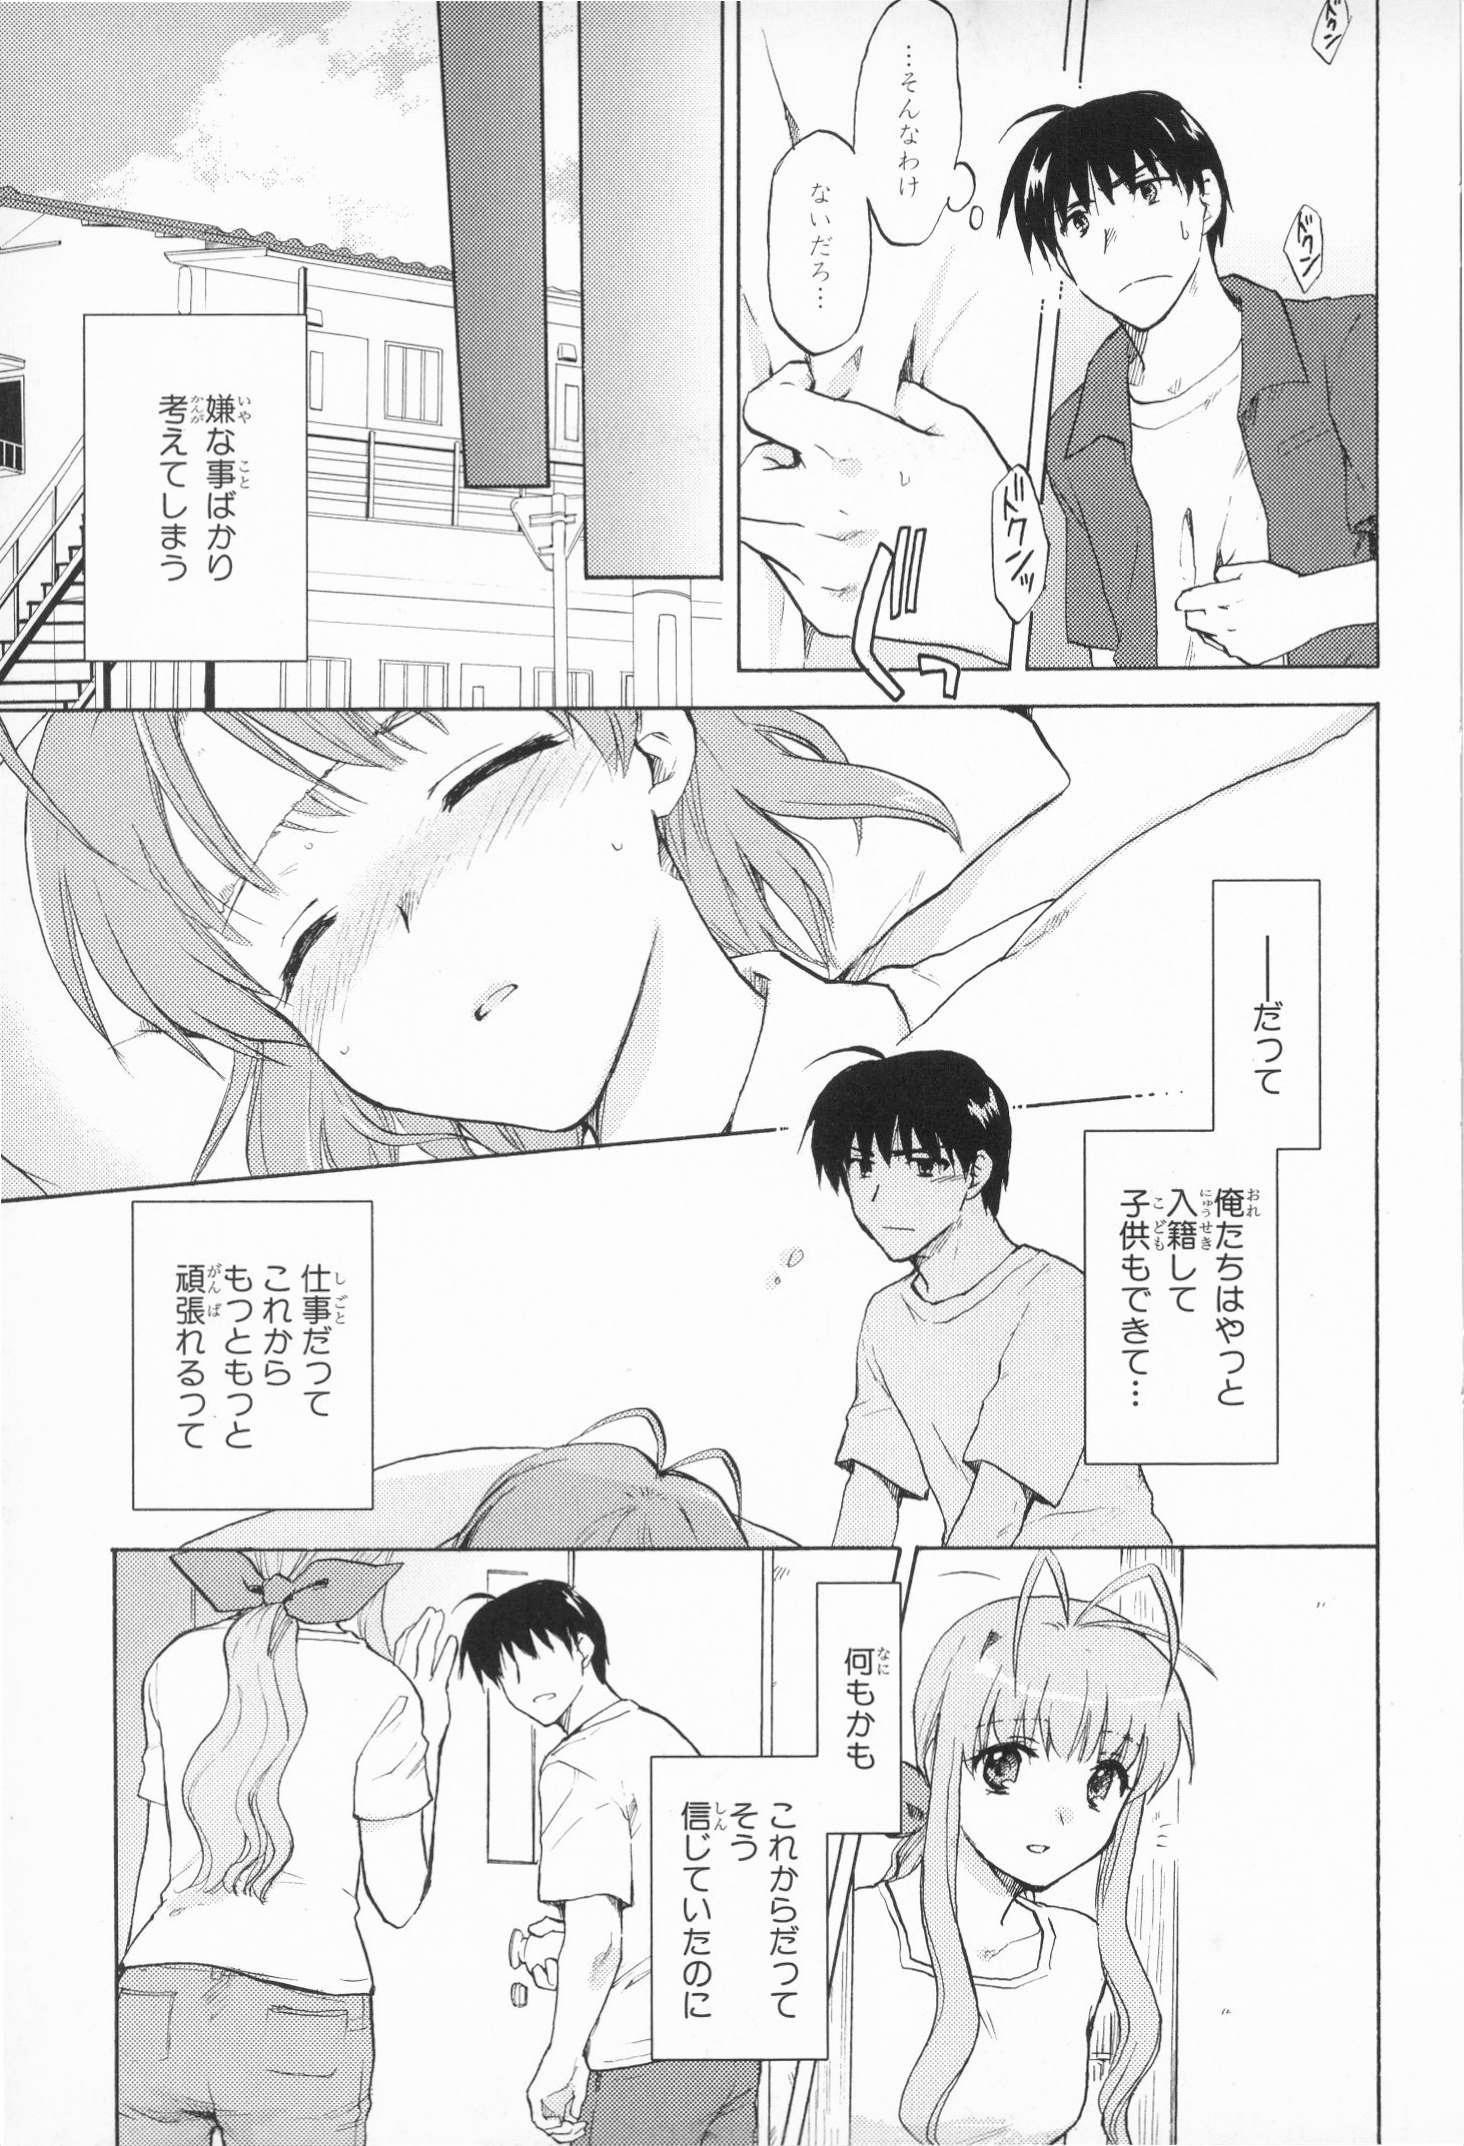 ドクン
…そんなわけ
ないだろ…
ドクン
ドクンッ
嫌な事ばかり
考えてしまう
──だって
俺たちはやっと
入籍して
子供もできて…
仕事だって
これから
もっともっと
頑張れるって
何もかも
これからだって
そう
信じていたのに